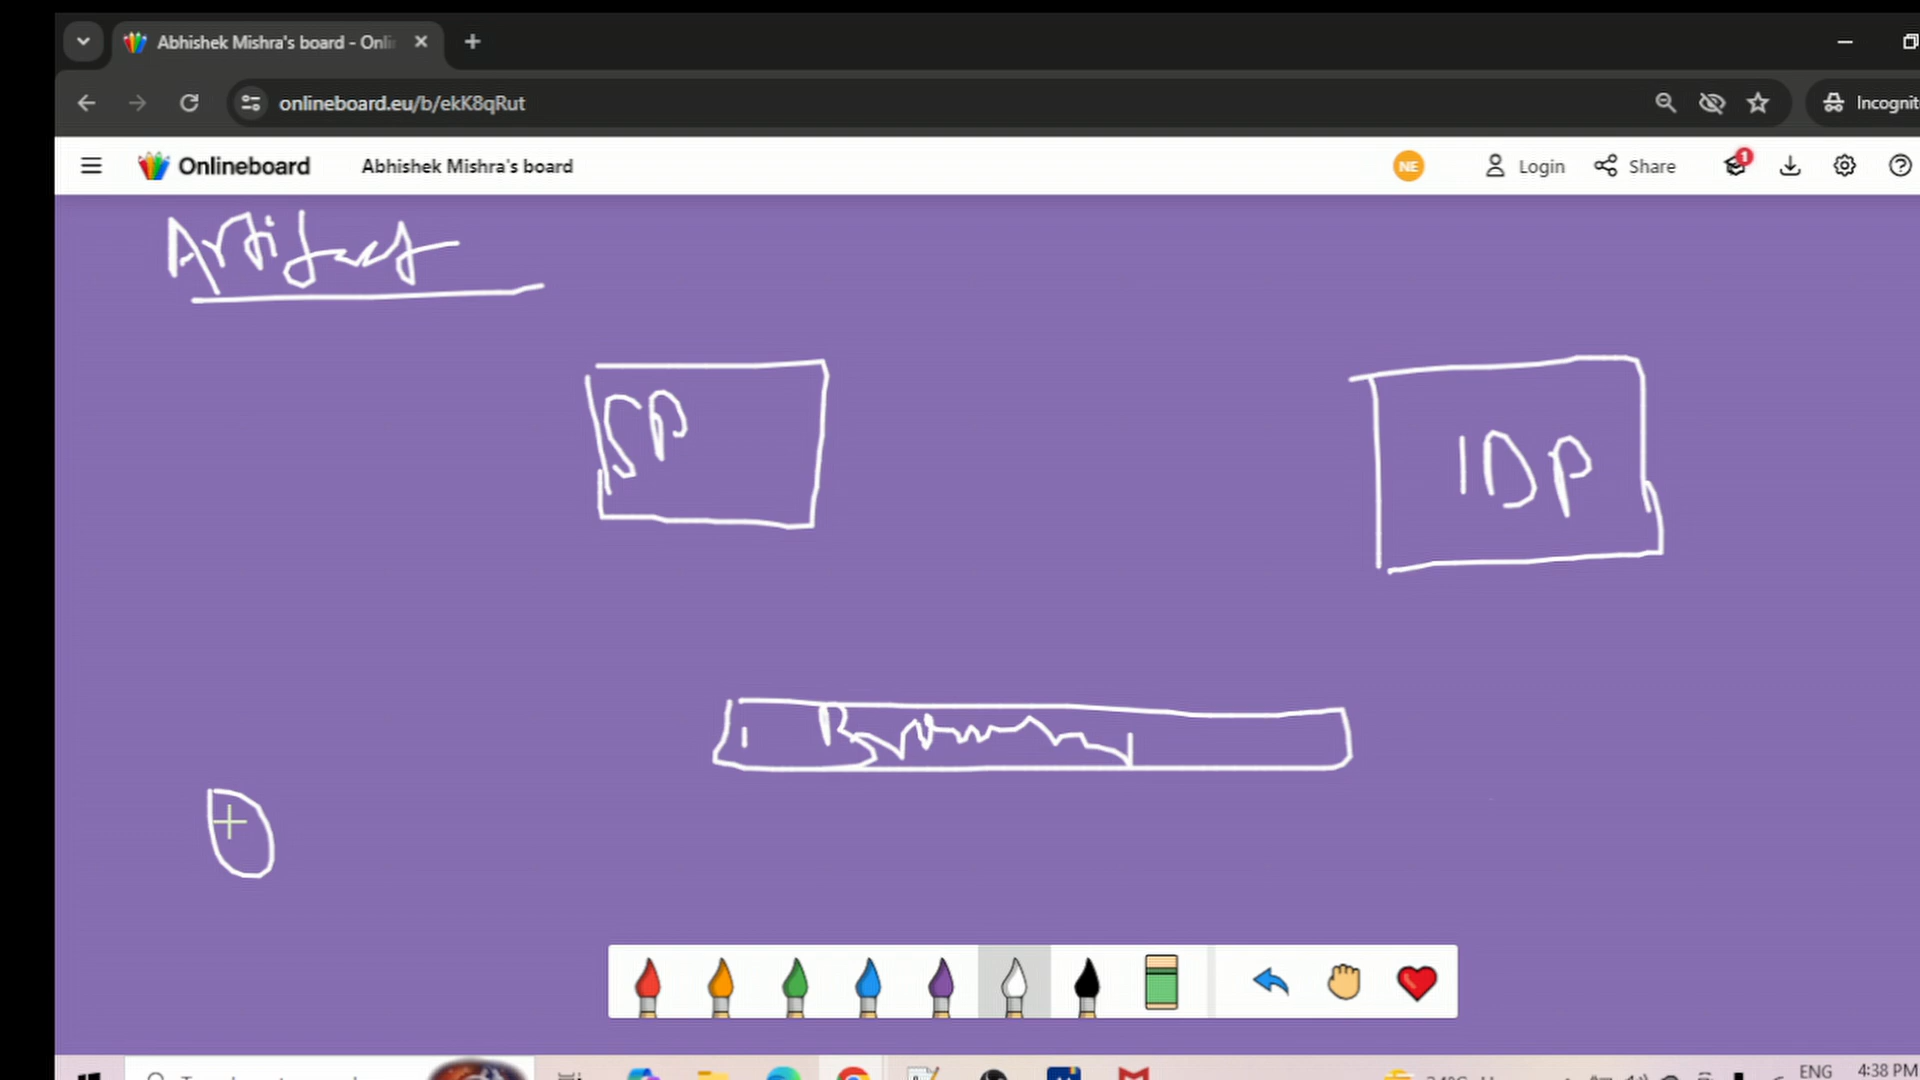 Abhishek Mishra's board - Onli
onlineboard.eu/b/ekK8qRut
Incognit
Onlineboard
Abhishek Mishra's board
NE
Login
Share
1
Artifact
SP
IDP
ENG
4:38 PM